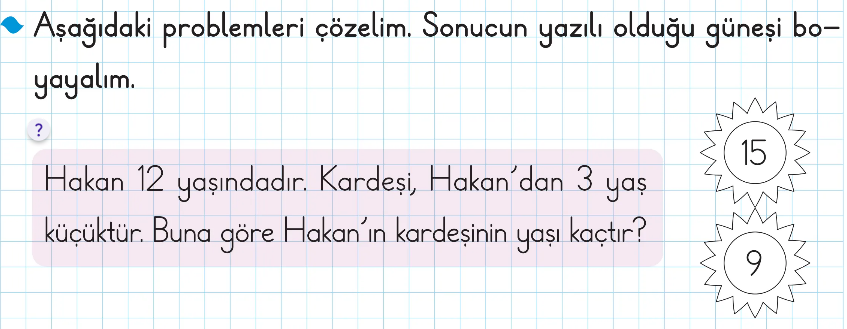 Aşağıdaki problemleri çözelim. Sonucun yazılı olduğu güneşi bo-
yayalım.
?
Hakan 12 yaşındadır. Kardeşi, Hakan'dan 3 yaş
küçüktür. Buna göre Hakan'ın kardeşinin yaşı kaçtır?
15
9